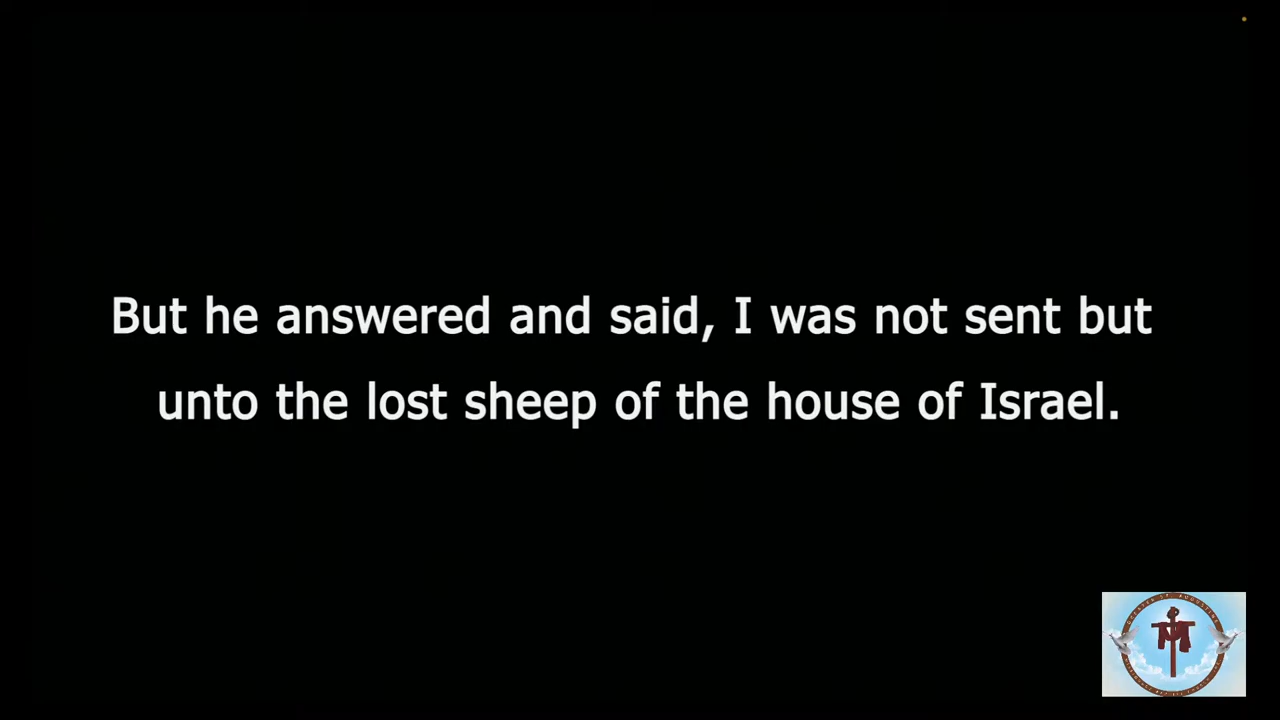 But he answered and said, I was not sent but
unto the lost sheep of the house of Israel.